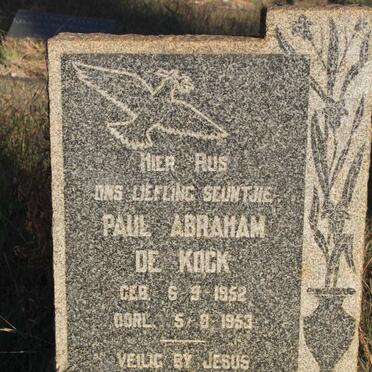 HIER RUS
ONS LIEFLING SEUNTJIE
PAUL ABRAHAM
DE KOCK
GEB. 6-9-1952
OORL. 5-8-1953
VEILIG BY JESUS